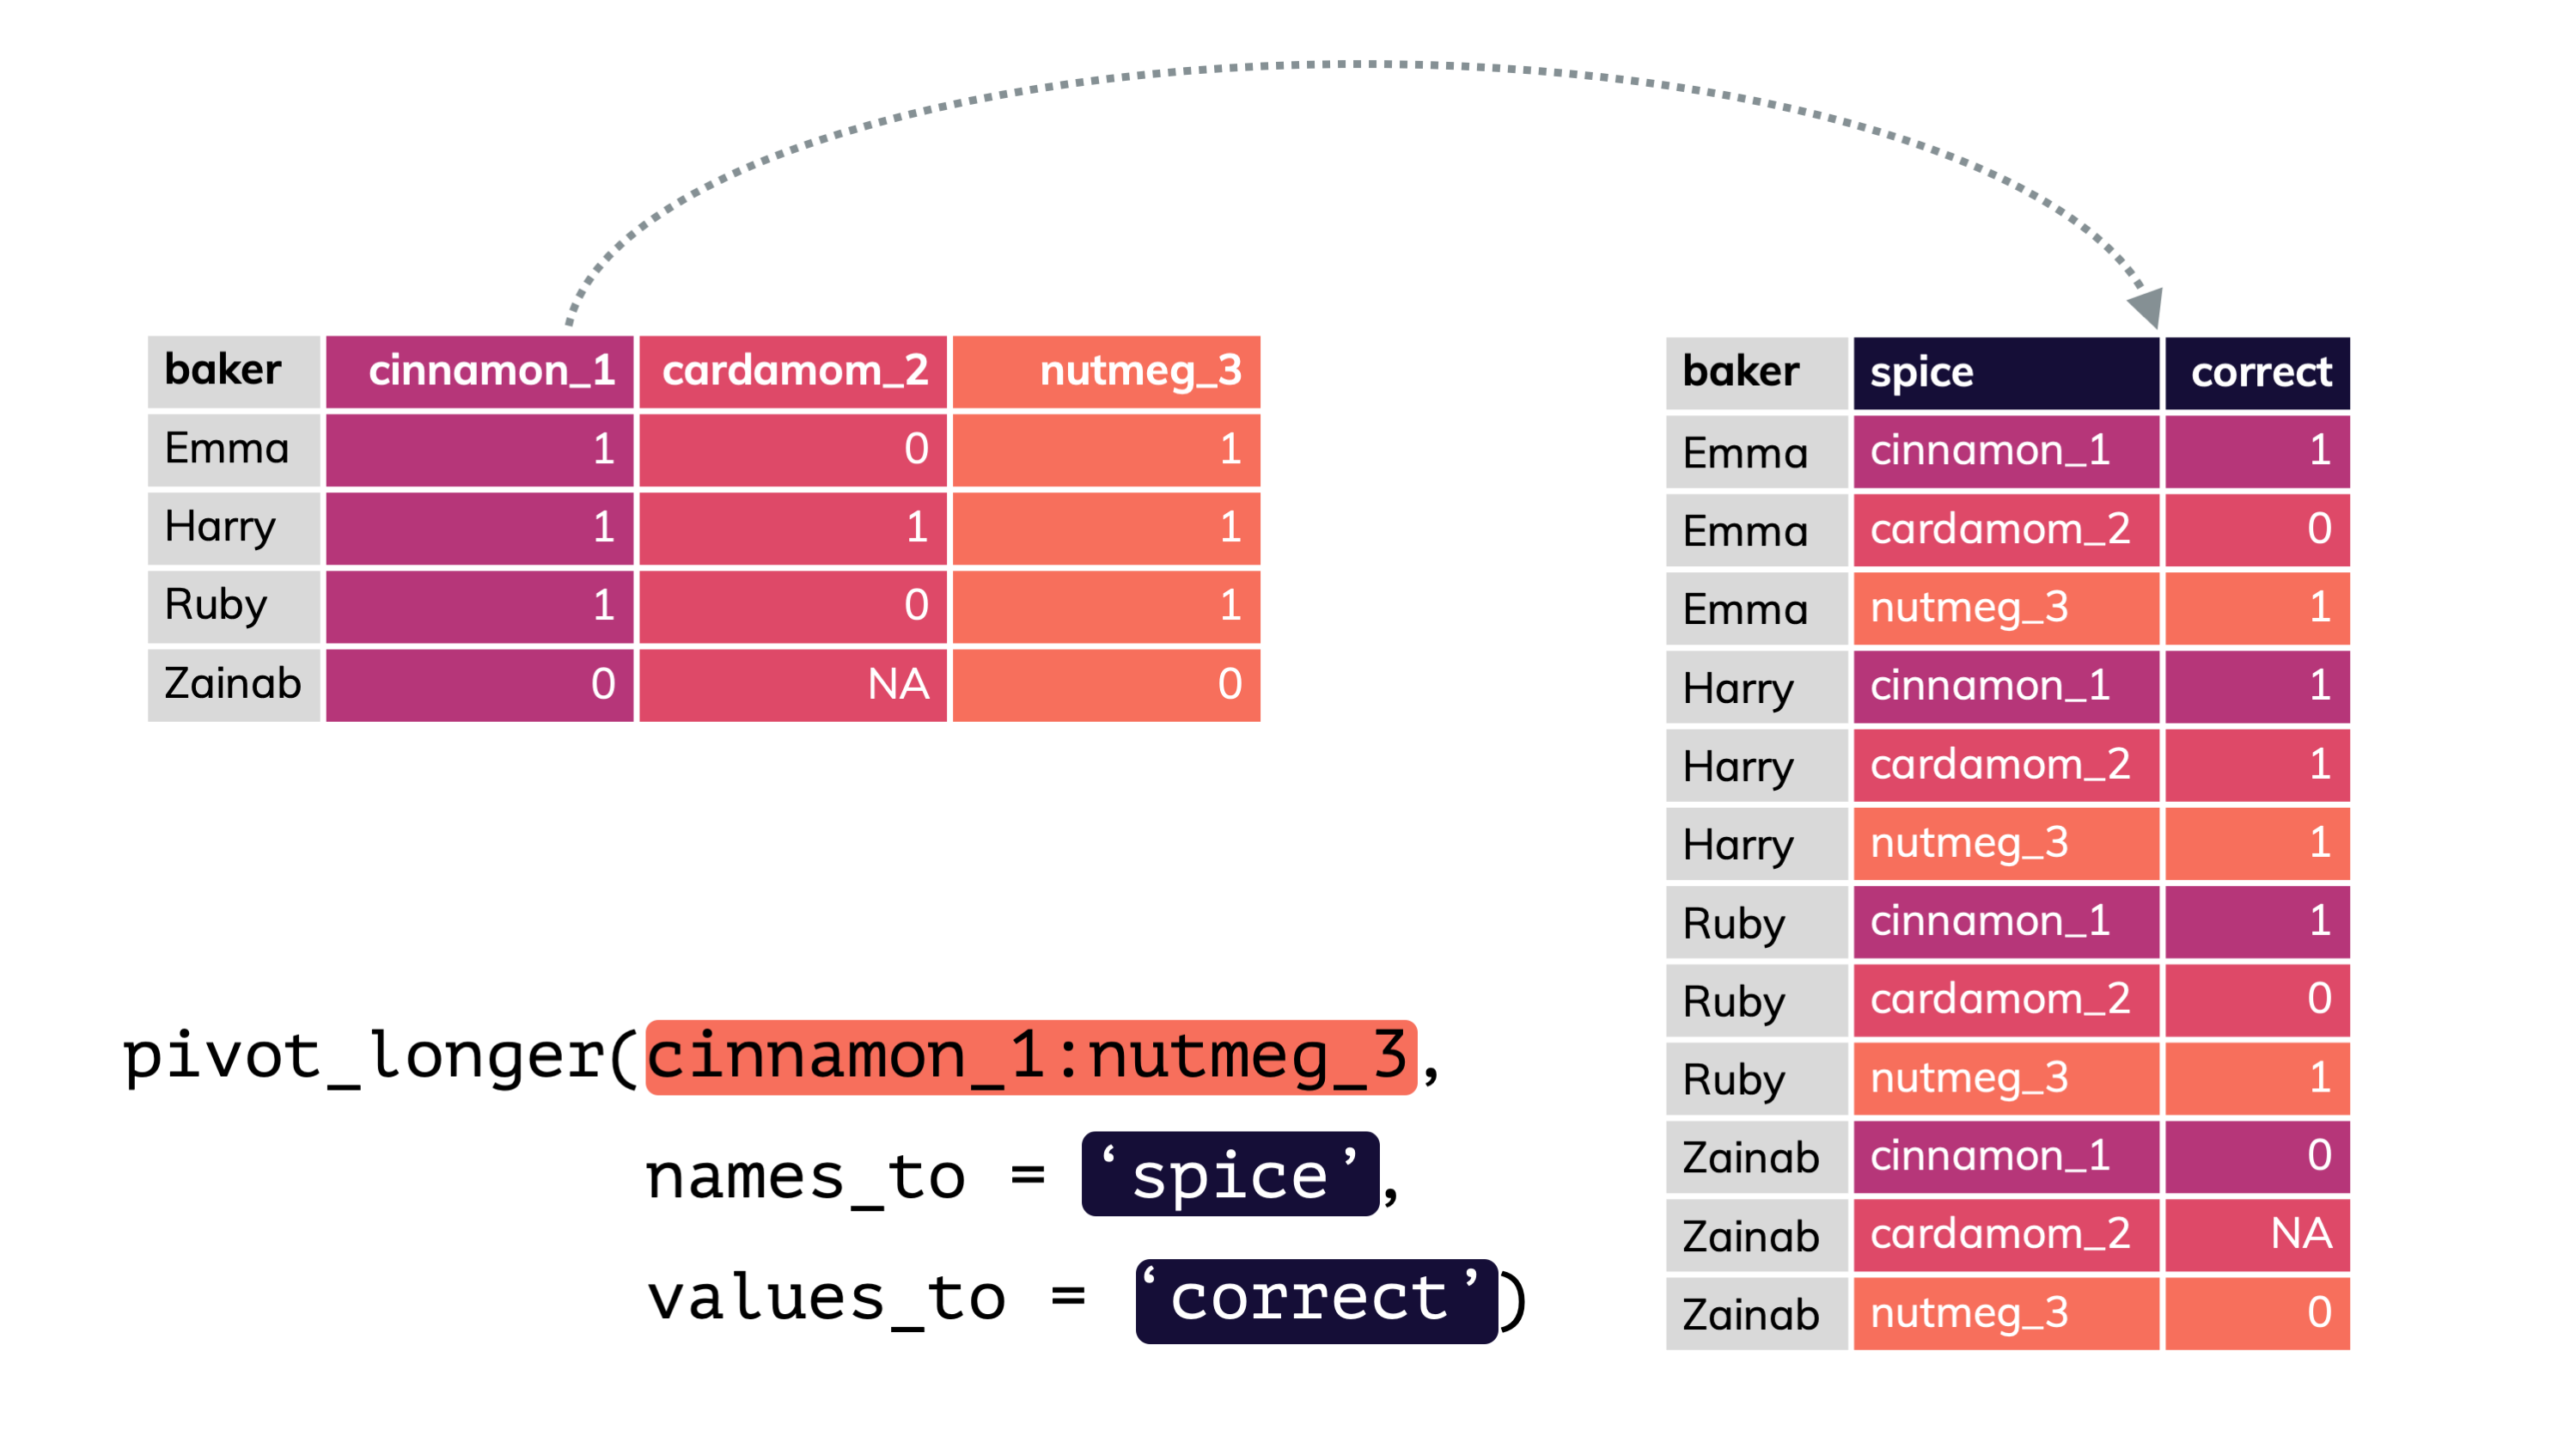 baker cinnamon_1 cardamom_2 nutmeg_3
Emma 1 0 1
Harry 1 1 1
Ruby 1 0 1
Zainab 0 NA 0
pivot_longer(cinnamon_1:nutmeg_3,
names_to = ‘spice’,
values_to = ‘correct’)
baker spice correct
Emma cinnamon_1 1
Emma cardamom_2 0
Emma nutmeg_3 1
Harry cinnamon_1 1
Harry cardamom_2 1
Harry nutmeg_3 1
Ruby cinnamon_1 1
Ruby cardamom_2 0
Ruby nutmeg_3 1
Zainab cinnamon_1 0
Zainab cardamom_2 NA
Zainab nutmeg_3 0